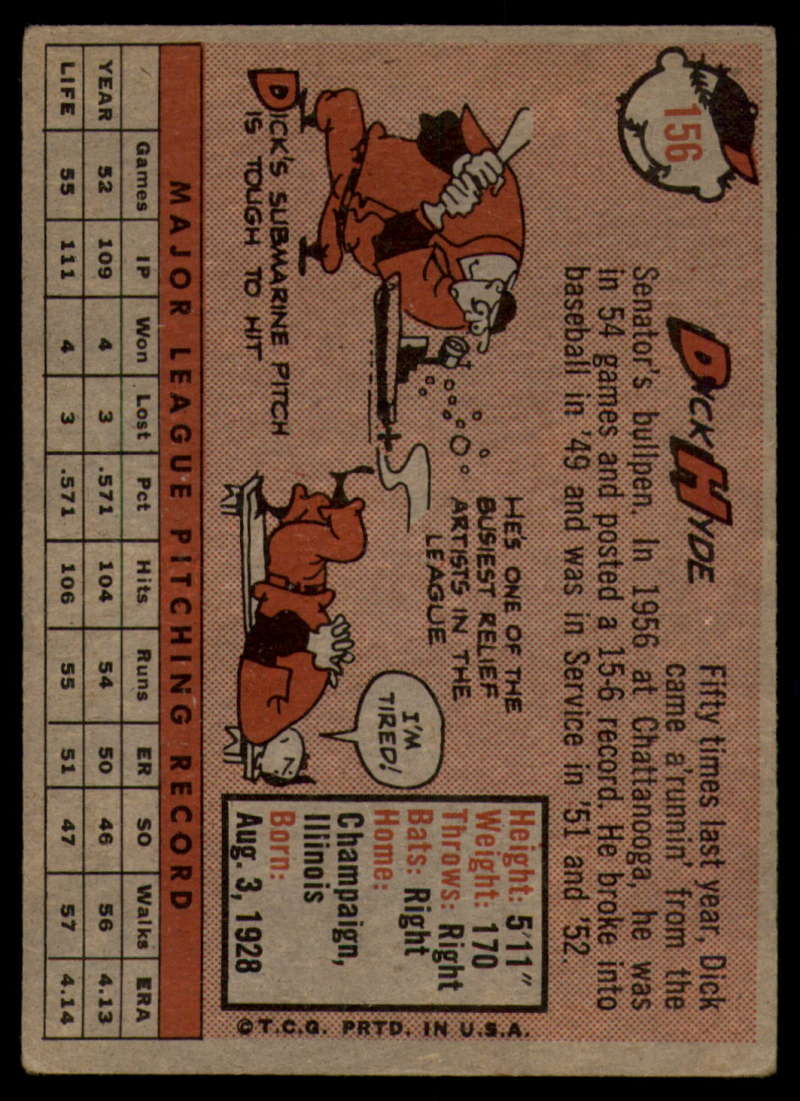 156
DICK HYDE
Fifty times last year, Dick
came a'runnin' from the
Senator's bullpen. In 1956 at Chattanooga, he was
in 54 games and posted a 15-6 record. He broke into
baseball in '49 and was in Service in '51 and '52.
DICK'S SUBMARINE PITCH
IS TOUGH TO HIT
HE'S ONE OF THE
BUSIEST RELIEF
ARTISTS IN THE
LEAGUE
I'M
TIRED!
Height: 5'11"
Weight: 170
Throws: Right
Bats: Right
Home:
Champaign,
Illinois
Born:
Aug. 3, 1928
MAJOR LEAGUE PITCHING RECORD
Games IP Won Lost Pct Hits Runs ER SO Walks ERA
YEAR 52 109 4 3 .571 104 54 50 46 56 4.13
LIFE 55 111 4 3 .571 106 55 51 47 57 4.14
©T.C.G. PRTD. IN U.S.A.